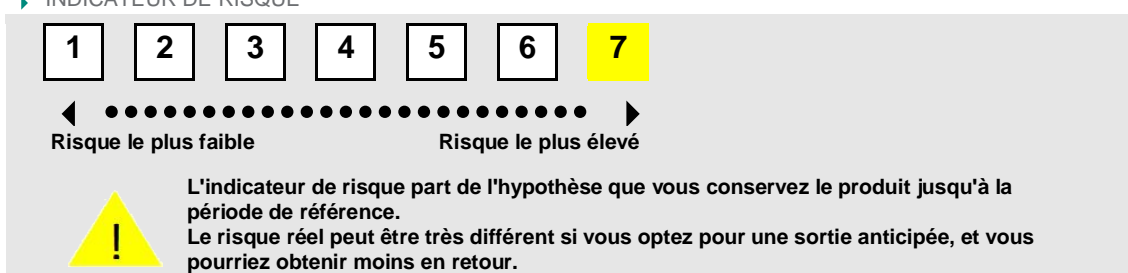 INDICATEUR DE RISQUE
1 2 3 4 5 6 7
Risque le plus faible Risque le plus élevé
L'indicateur de risque part de l'hypothèse que vous conservez le produit jusqu'à la
période de référence.
! Le risque réel peut être très différent si vous optez pour une sortie anticipée, et vous
pourriez obtenir moins en retour.